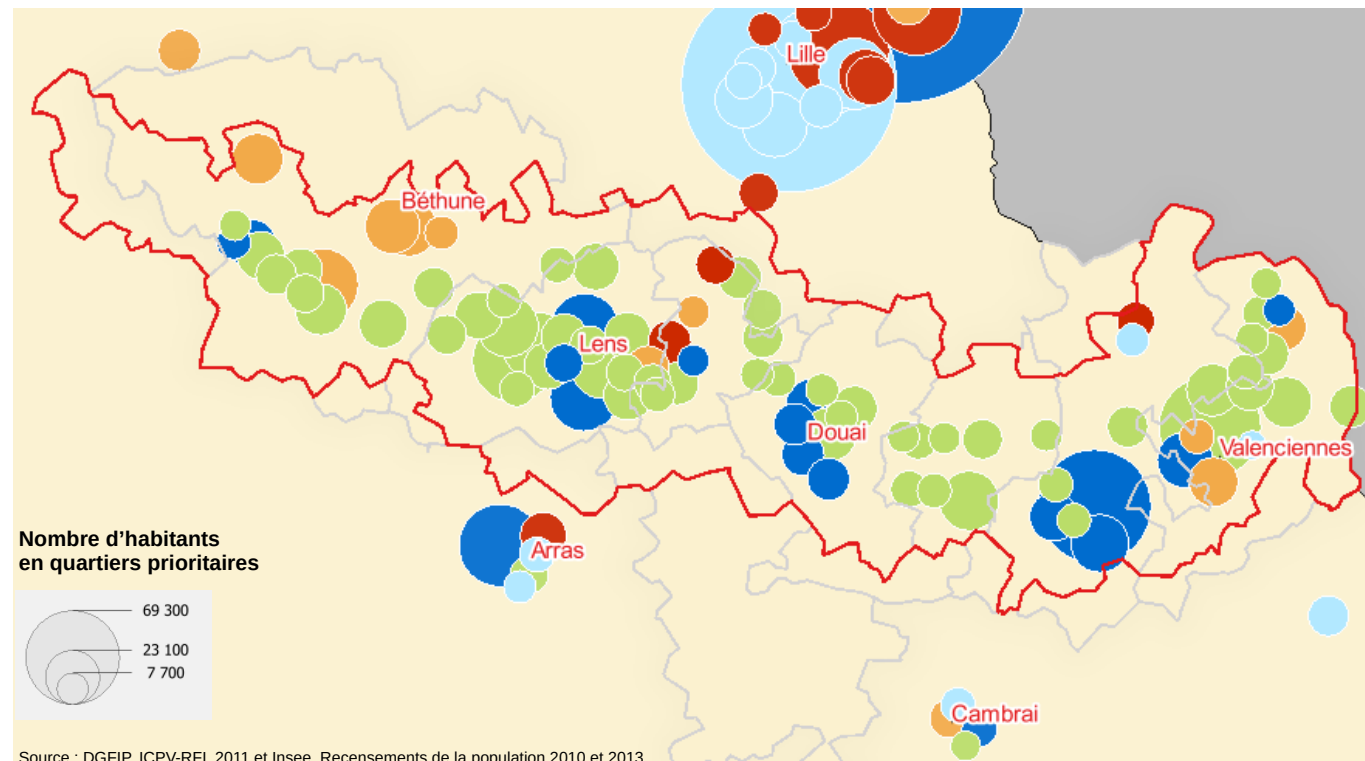 Lille
Béthune
Lens
Douai
Valenciennes
Arras
Nombre d’habitants
en quartiers prioritaires
69 300
23 100
7 700
Cambrai
Source : DGFIP, ICPV-RFL 2011 et Insee, Recensements de la population 2010 et 2013